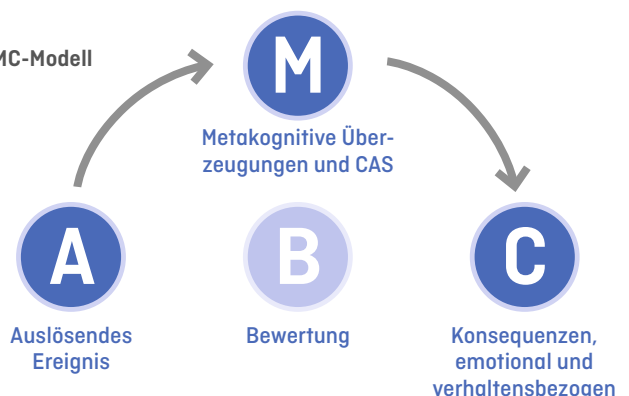 MC-Modell
M
Metakognitive Über-
zeugungen und CAS
A
B
C
Auslösendes
Ereignis
Bewertung
Konsequenzen,
emotional und
verhaltensbezogen